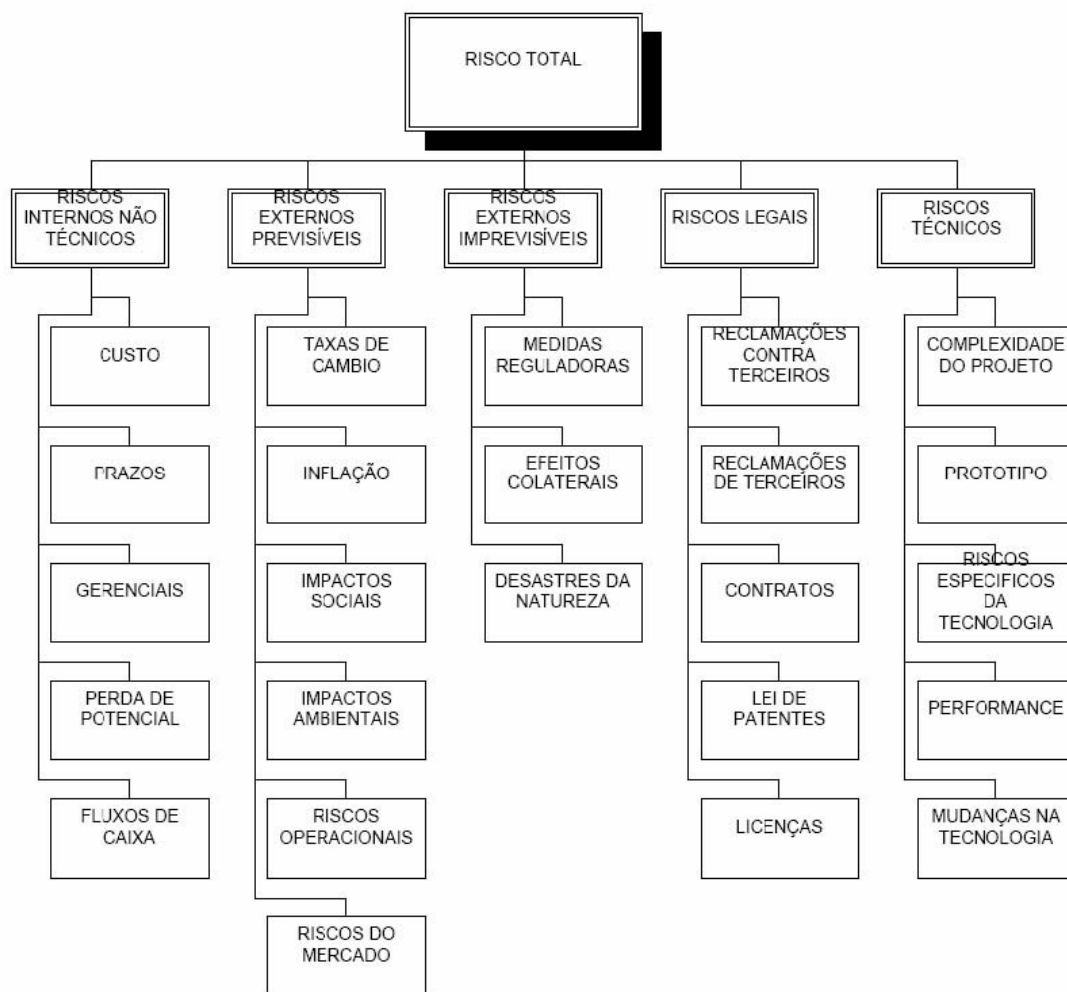 RISCO TOTAL
RISCOS
INTERNOS NÃO
TÉCNICOS
RISCOS
EXTERNOS
PREVISÍVEIS
RISCOS
EXTERNOS
IMPREVISÍVEIS
RISCOS LEGAIS
RISCOS
TÉCNICOS
CUSTO
PRAZOS
GERENCIAIS
PERDA DE
POTENCIAL
FLUXOS DE
CAIXA
TAXAS DE
CAMBIO
INFLAÇÃO
IMPACTOS
SOCIAIS
IMPACTOS
AMBIENTAIS
RISCOS
OPERACIONAIS
RISCOS DO
MERCADO
MEDIDAS
REGULADORAS
EFEITOS
COLATERAIS
DESASTRES DA
NATUREZA
RECLAMAÇÕES
CONTRA
TERCEIROS
RECLAMAÇÕES
DE TERCEIROS
CONTRATOS
LEI DE
PATENTES
LICENÇAS
COMPLEXIDADE
DO PROJETO
PROTOTIPO
RISCOS
ESPECIFICOS
DA
TECNOLOGIA
PERFORMANCE
MUDANÇAS NA
TECNOLOGIA